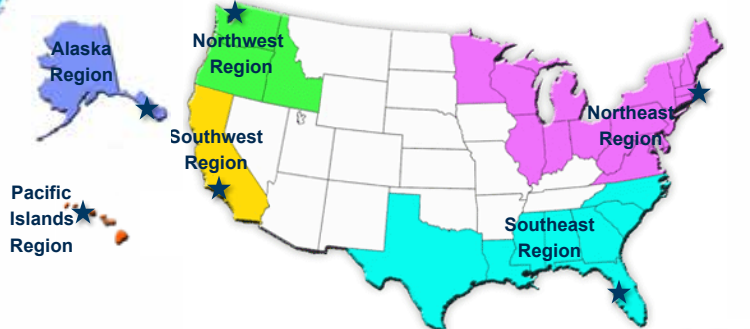 Alaska
Region
Northwest
Region
Southwest
Region
Pacific
Islands
Region
Northeast
Region
Southeast
Region